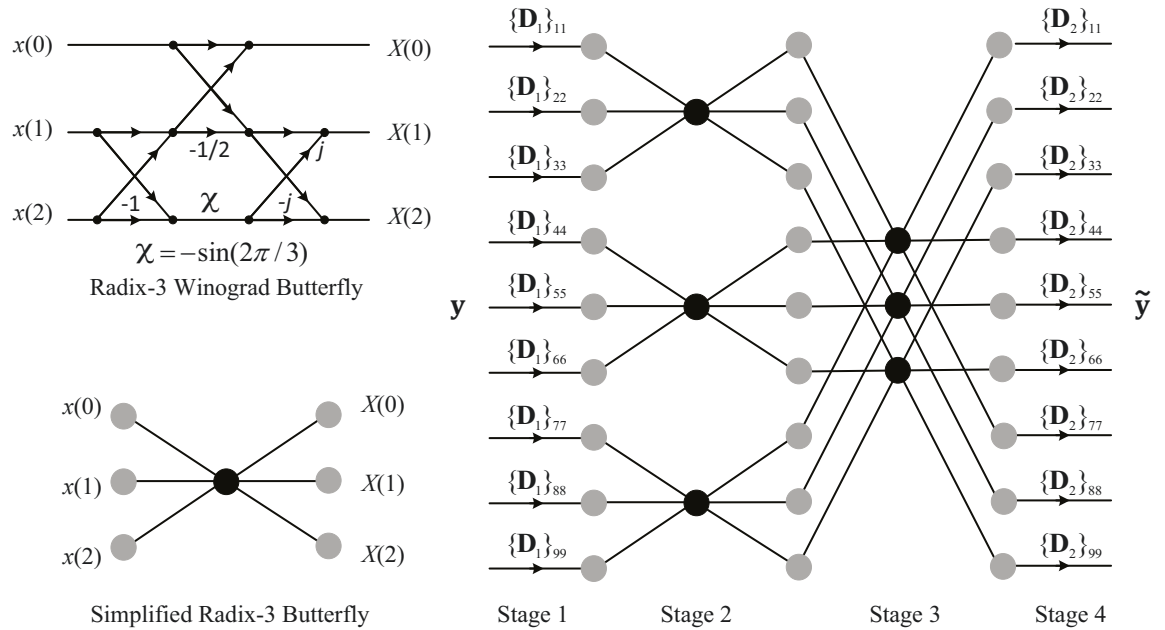 x(0)
X(0)
x(1)
-1/2
j
X(1)
x(2)
-1
χ
-j
X(2)
χ = −sin(2π / 3)
Radix-3 Winograd Butterfly
x(0)
X(0)
x(1)
X(1)
x(2)
X(2)
Simplified Radix-3 Butterfly
{D₁}₁₁
{D₂}₁₁
{D₁}₂₂
{D₂}₂₂
{D₁}₃₃
{D₂}₃₃
{D₁}₄₄
{D₂}₄₄
y
{D₁}₅₅
{D₂}₅₅
ỹ
{D₁}₆₆
{D₂}₆₆
{D₁}₇₇
{D₂}₇₇
{D₁}₈₈
{D₂}₈₈
{D₁}₉₉
{D₂}₉₉
Stage 1 Stage 2 Stage 3 Stage 4